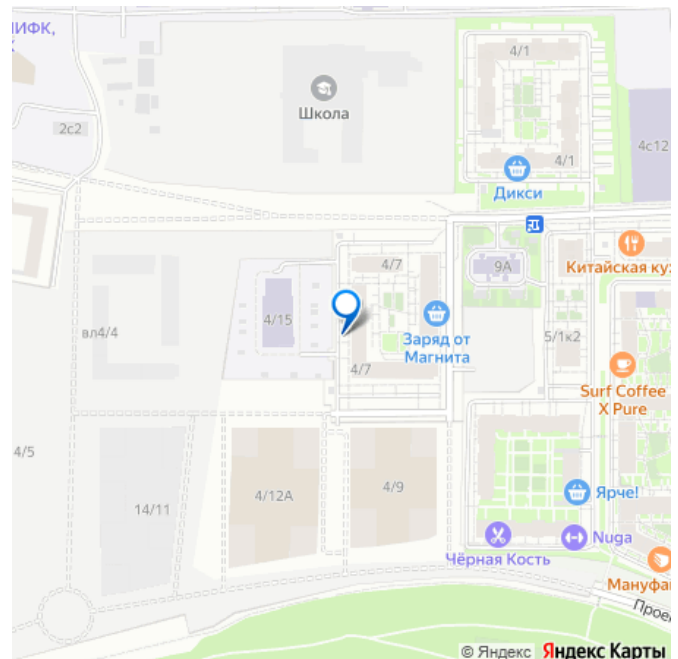 ИФК,
2с2
Школа
4/1
4/1
4с12
Дикси
Китайская кух
9А
4/7
4/15
Заряд от
Магнита
4/7
вл4/4
5/1к2
Surf Coffee
X Pure
4/5
14/11
4/12А
4/9
Ярче!
Nuga
Чёрная Кость
Мануфа
Прое
© Яндекс Яндекс Карты